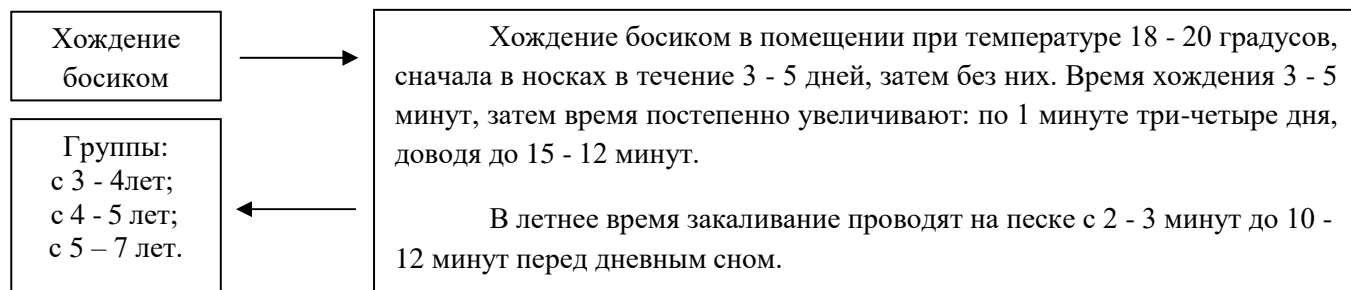 Хождение
босиком
Хождение босиком в помещении при температуре 18 - 20 градусов,
сначала в носках в течение 3 - 5 дней, затем без них. Время хождения 3 - 5
минут, затем время постепенно увеличивают: по 1 минуте три-четыре дня,
доводя до 15 - 12 минут.
В летнее время закаливание проводят на песке с 2 - 3 минут до 10 -
12 минут перед дневным сном.
Группы:
с 3 - 4лет;
с 4 - 5 лет;
с 5 – 7 лет.